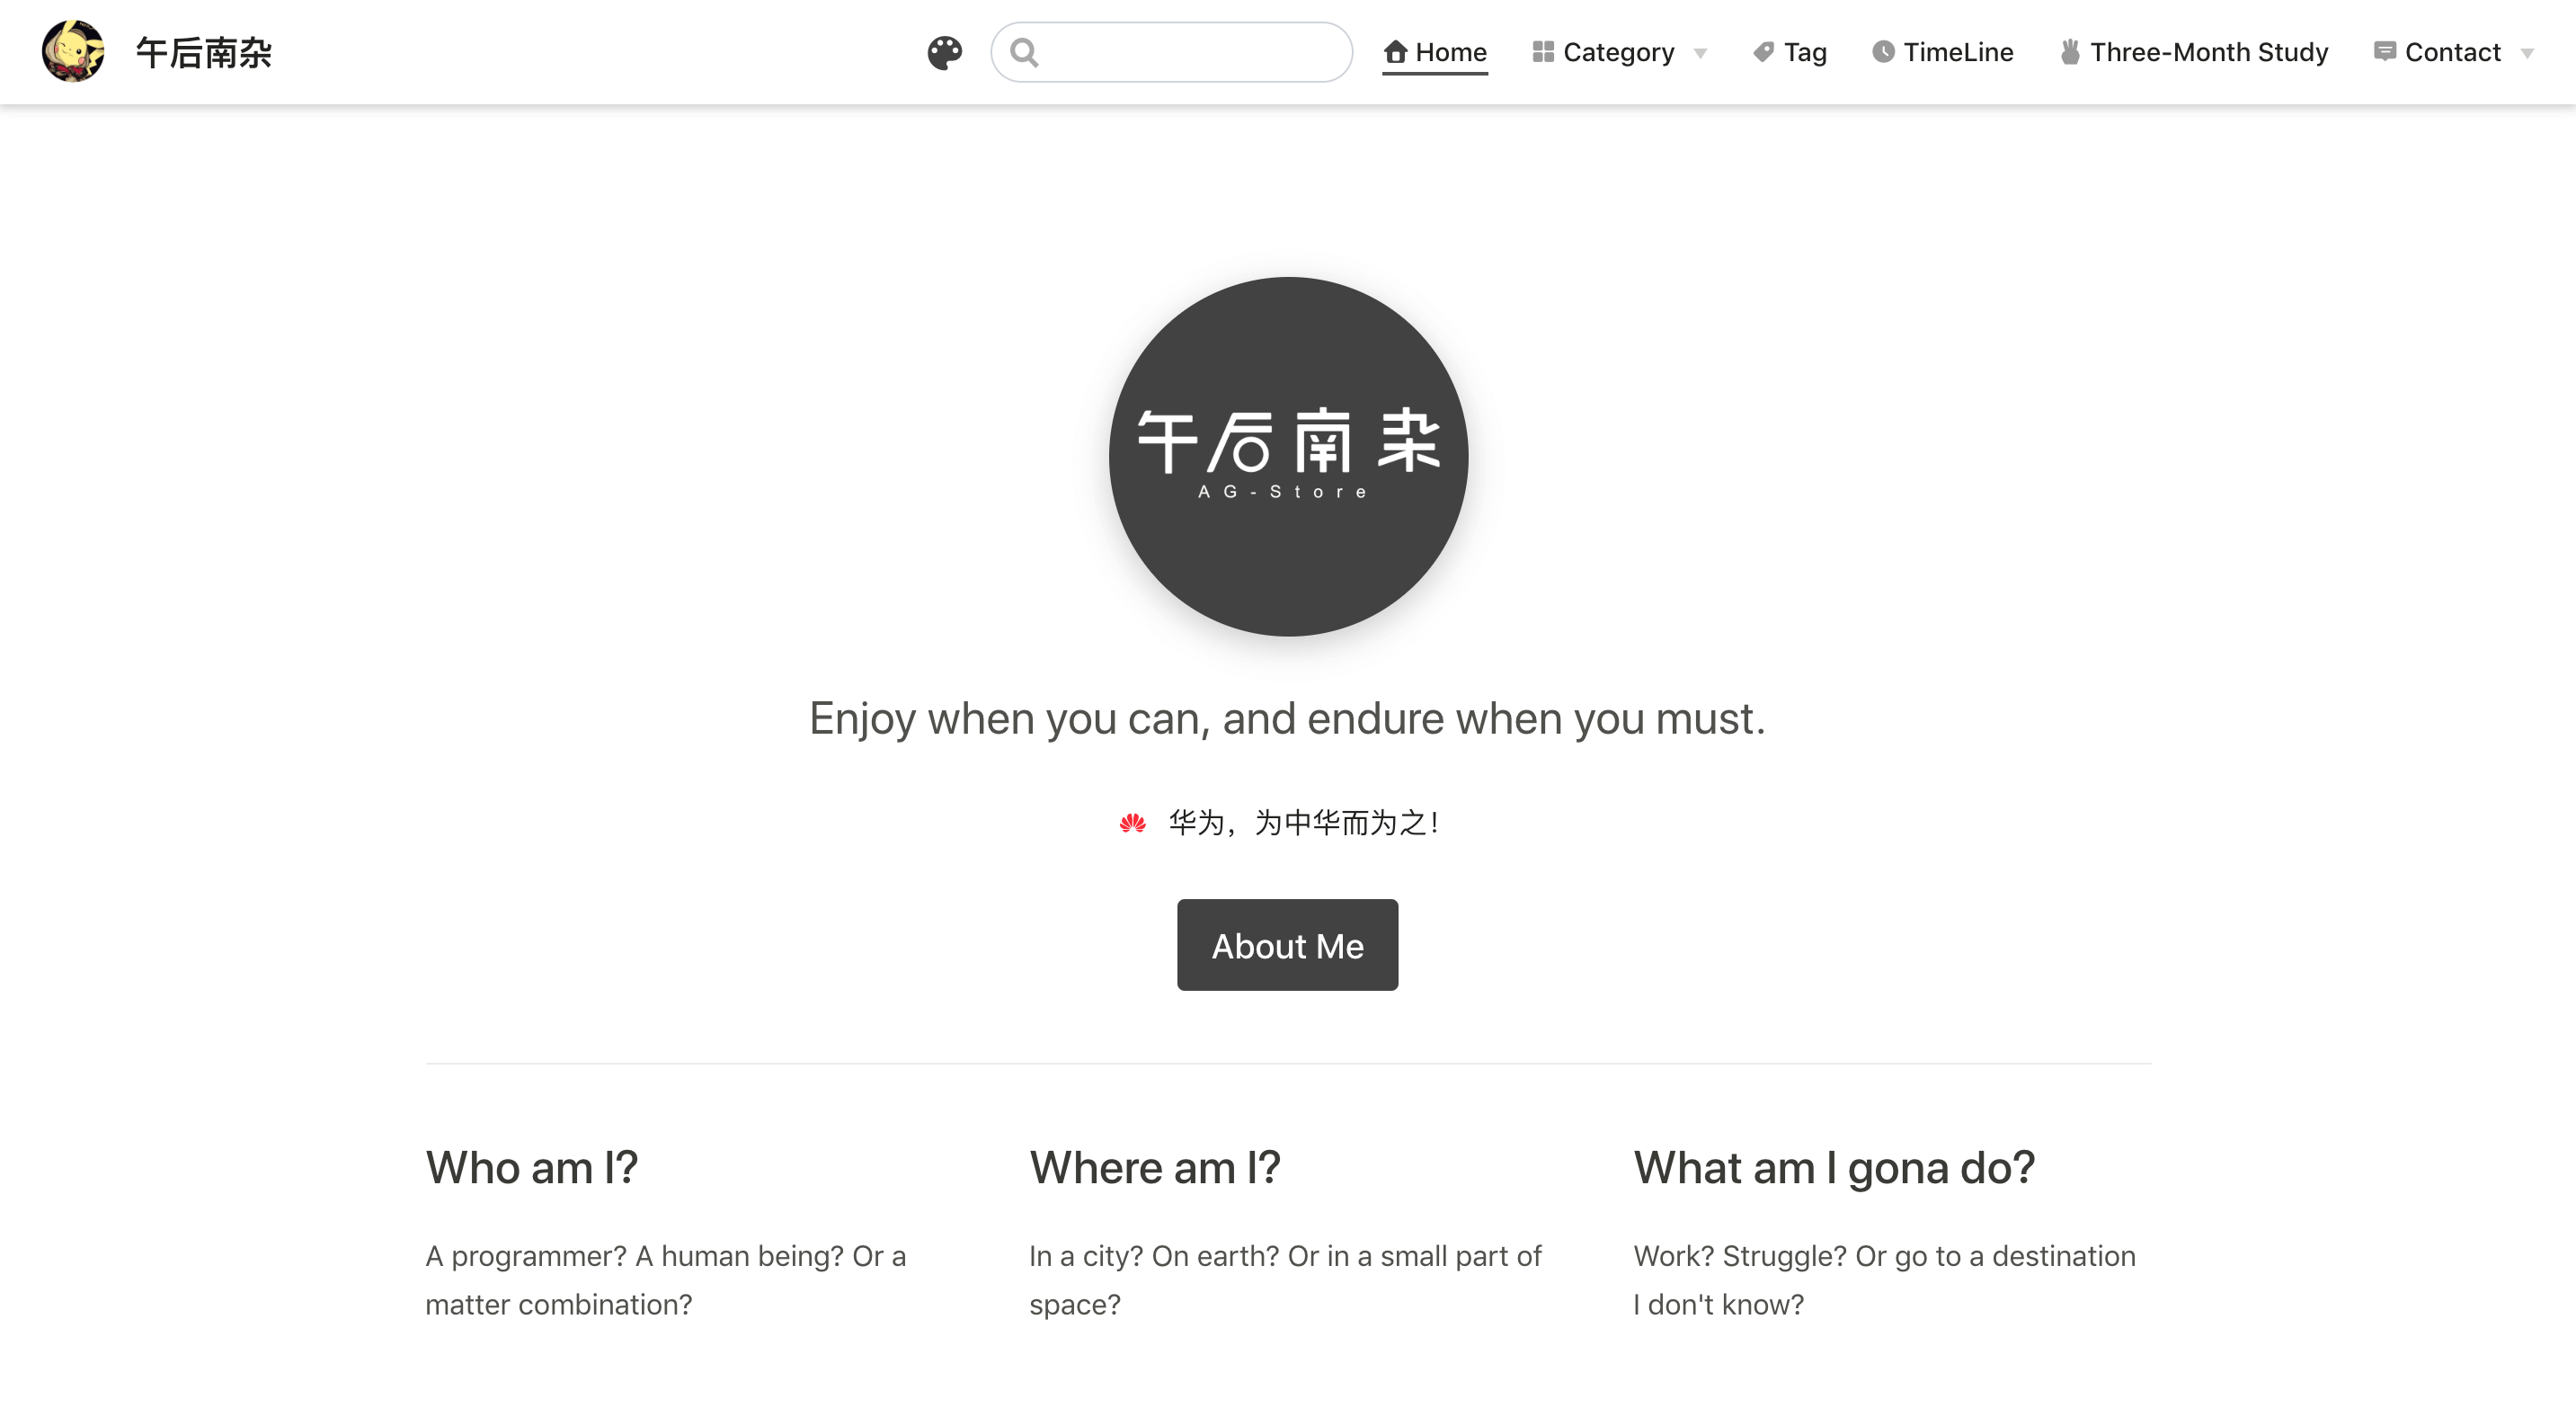 午后南杂
Home
Category
Tag
TimeLine
Three-Month Study
Contact
午后南杂
AG-Store
Enjoy when you can, and endure when you must.
华为，为中华而为之！
About Me
Who am I?
A programmer? A human being? Or a
matter combination?
Where am I?
In a city? On earth? Or in a small part of
space?
What am I gona do?
Work? Struggle? Or go to a destination
I don't know?